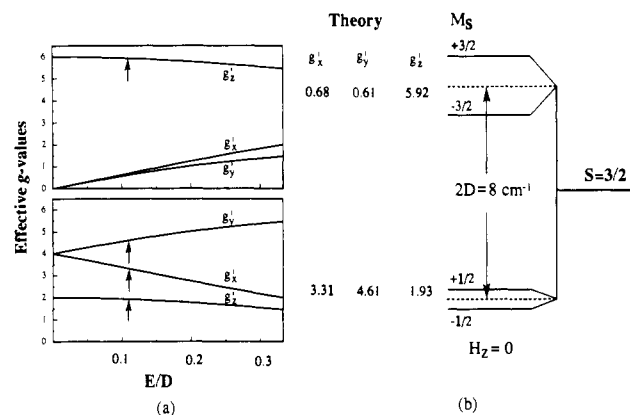 Theory
M_S
g'_x g'_y g'_z
0.68 0.61 5.92
+3/2
-3/2
2D=8 cm⁻¹
S=3/2
3.31 4.61 1.93
+1/2
-1/2
H_Z = 0
(b)
Effective g-values
6
5
4
3
2
1
0
g'_z
g'_x
g'_y
6
5
4
3
2
1
0
g'_y
g'_x
g'_z
0.1 0.2 0.3
E/D
(a)